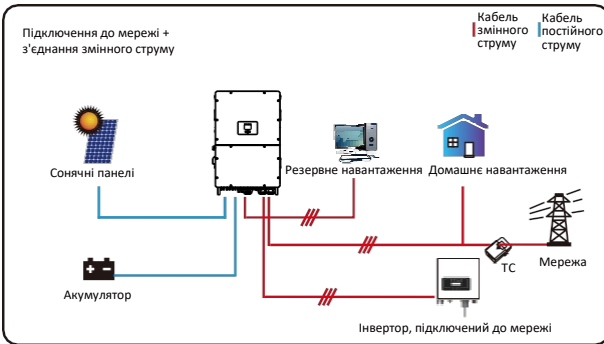 Підключення до мережі +
з'єднання змінного струму
Кабель
змінного
струму
Кабель
постійного
струму
Сонячні панелі
Резервне навантаження
Домашнє навантаження
ТС
Мережа
Акумулятор
Інвертор, підключений до мережі